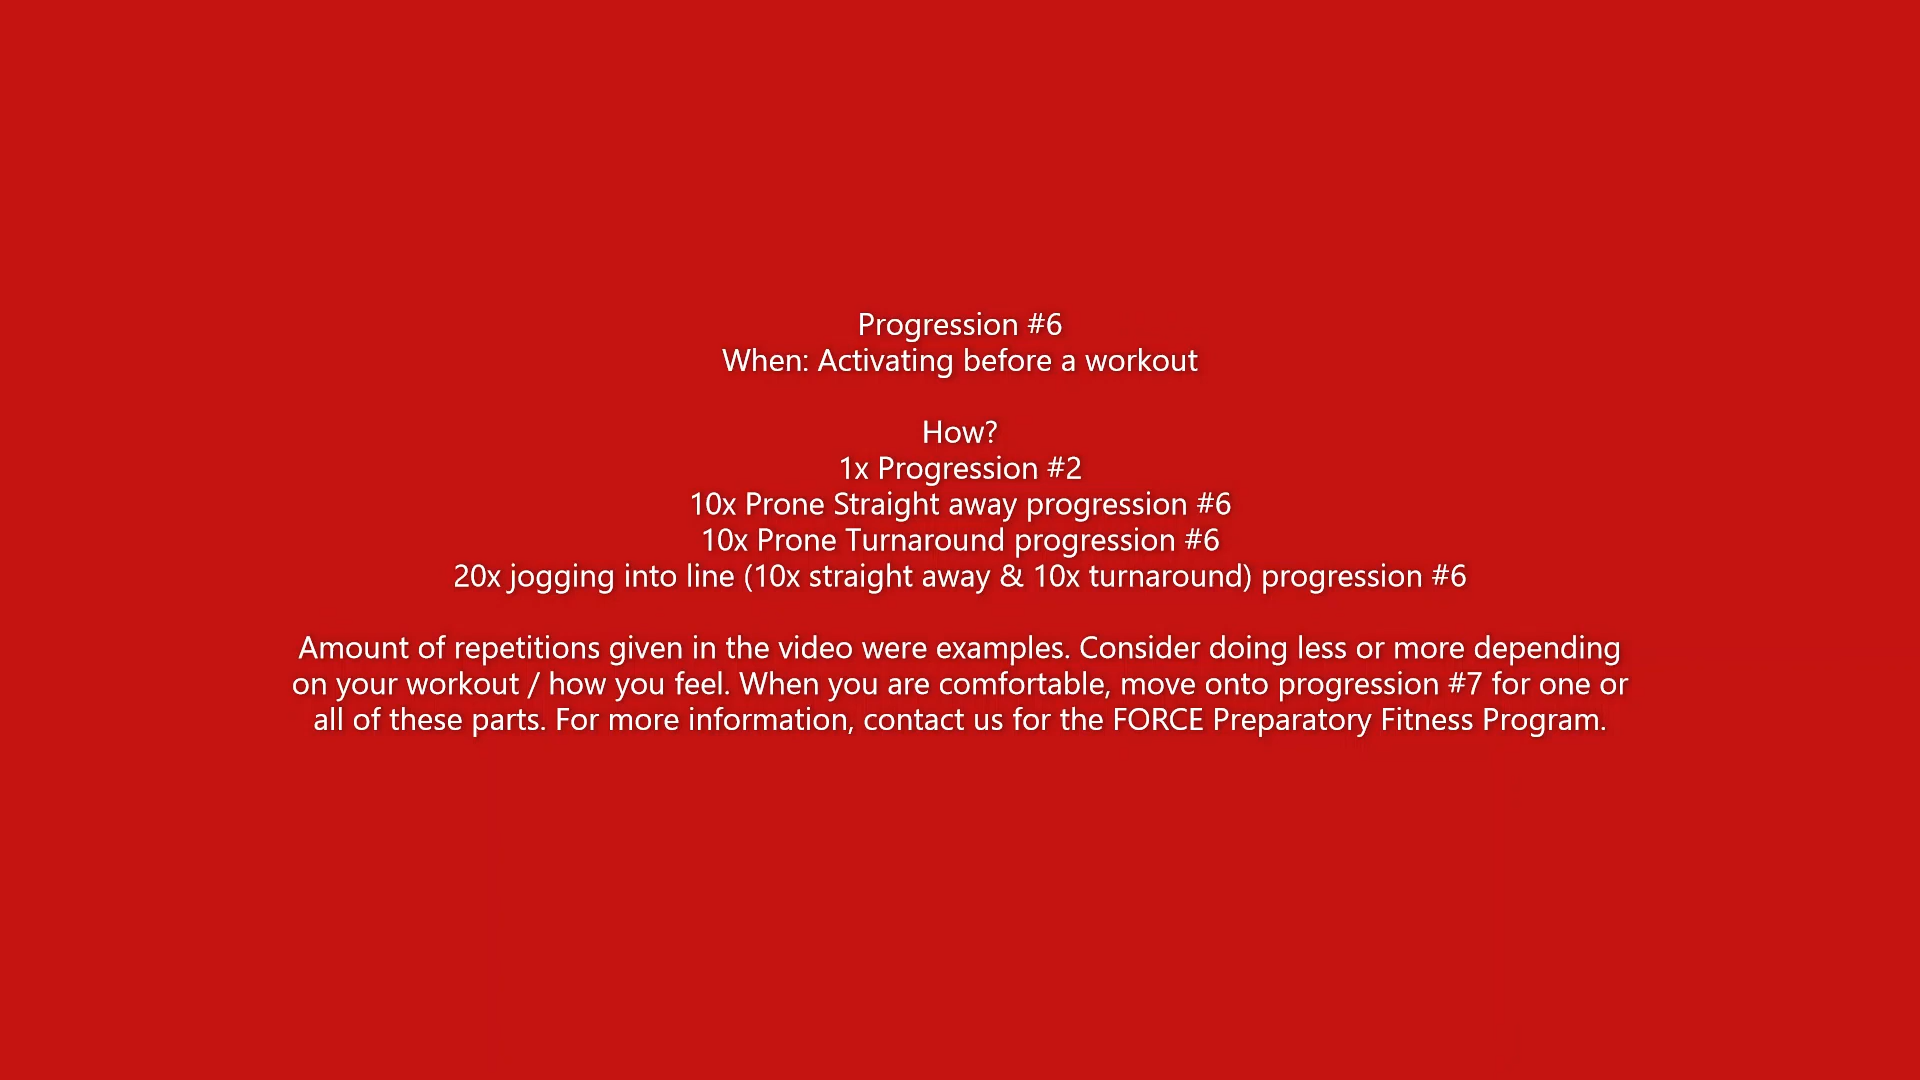 Progression #6
When: Activating before a workout
How?
1x Progression #2
10x Prone Straight away progression #6
10x Prone Turnaround progression #6
20x jogging into line (10x straight away & 10x turnaround) progression #6
Amount of repetitions given in the video were examples. Consider doing less or more depending
on your workout / how you feel. When you are comfortable, move onto progression #7 for one or
all of these parts. For more information, contact us for the FORCE Preparatory Fitness Program.